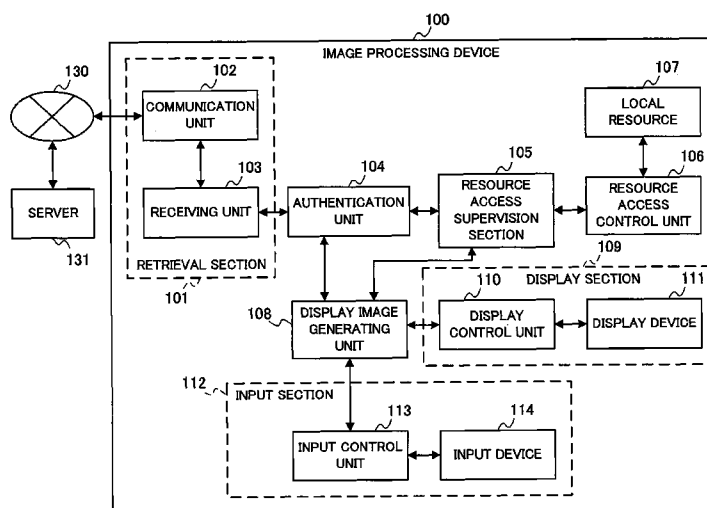 100
IMAGE PROCESSING DEVICE
130
102
COMMUNICATION
UNIT
107
LOCAL
RESOURCE
103
RECEIVING UNIT
104
AUTHENTICATION
UNIT
105
RESOURCE
ACCESS
SUPERVISION
SECTION
106
RESOURCE
ACCESS
CONTROL UNIT
SERVER
131
RETRIEVAL SECTION
101
109
DISPLAY SECTION
108
DISPLAY IMAGE
GENERATING
UNIT
110
DISPLAY
CONTROL UNIT
111
DISPLAY DEVICE
112
INPUT SECTION
113
INPUT CONTROL
UNIT
114
INPUT DEVICE